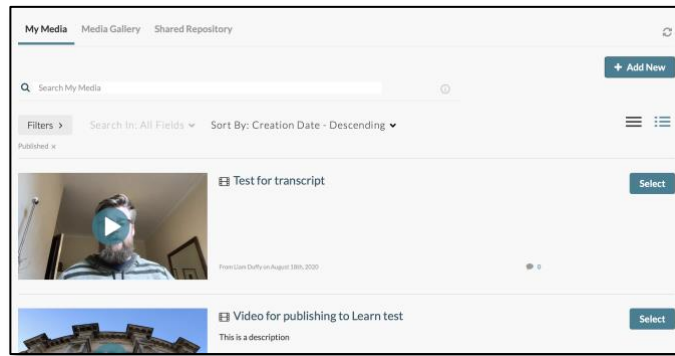 My Media Media Gallery Shared Repository
+ Add New
Search My Media
Filters > Search In: All Fields Sort By: Creation Date - Descending
Published x
Test for transcript
Select
From Liam Duffy on August 18th, 2020 0
Video for publishing to Learn test
Select
This is a description